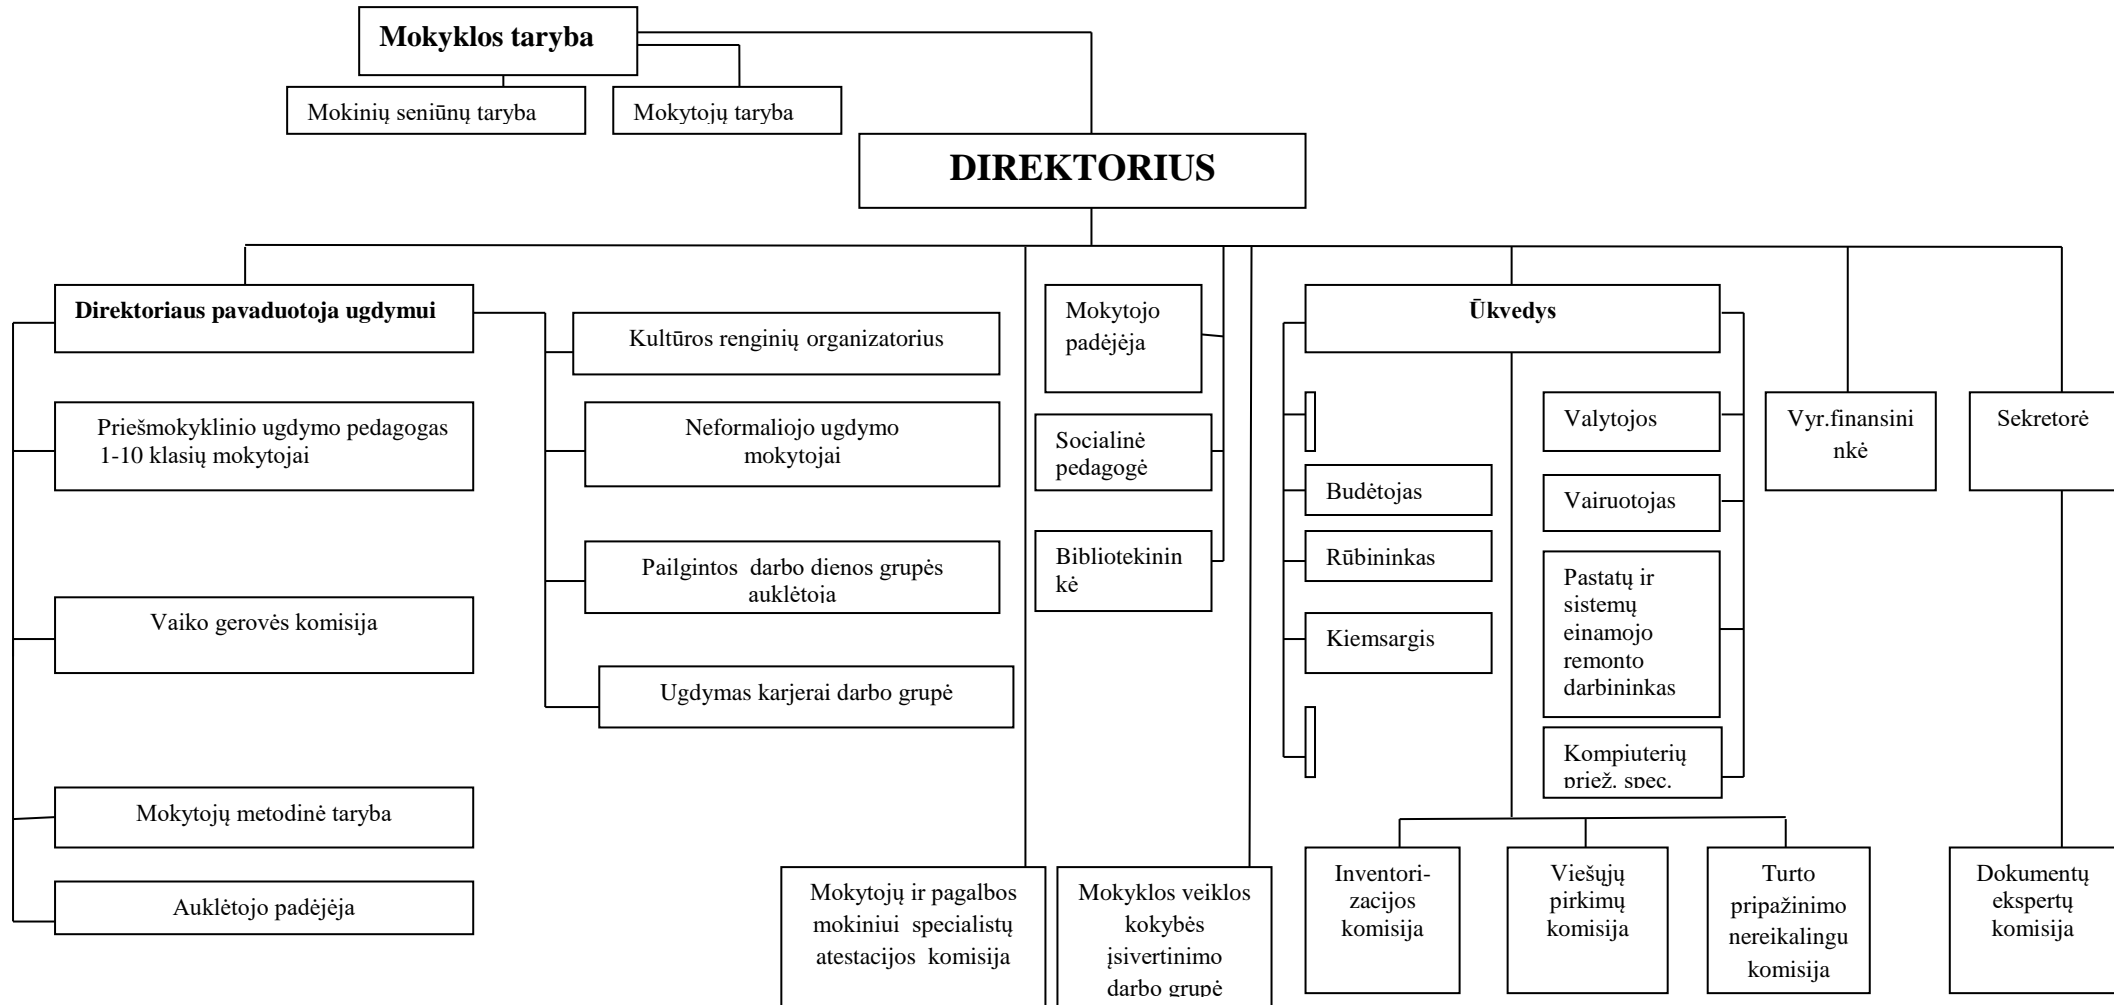 Mokyklos taryba
Mokinių seniūnų taryba
Mokytojų taryba
DIREKTORIUS
Direktoriaus pavaduotoja ugdymui
Priešmokyklinio ugdymo pedagogas
1-10 klasių mokytojai
Vaiko gerovės komisija
Mokytojų metodinė taryba
Auklėtojo padėjėja
Kultūros renginių organizatorius
Neformaliojo ugdymo
mokytojai
Pailgintos darbo dienos grupės
auklėtoja
Ugdymas karjerai darbo grupė
Mokytojų ir pagalbos
mokiniui specialistų
atestacijos komisija
Mokytojo
padėjėja
Socialinė
pedagogė
Bibliotekinin
kė
Mokyklos veiklos
kokybės
įsivertinimo
darbo grupė
Ūkvedys
Budėtojas
Rūbininkas
Kiemsargis
Valytojos
Vairuotojas
Pastatų ir
sistemų
einamojo
remonto
darbininkas
Kompiuterių
priež. spec.
Inventori-
zacijos
komisija
Viešųjų
pirkimų
komisija
Turto
pripažinimo
nereikalingu
komisija
Vyr.finansini
nkė
Sekretorė
Dokumentų
ekspertų
komisija